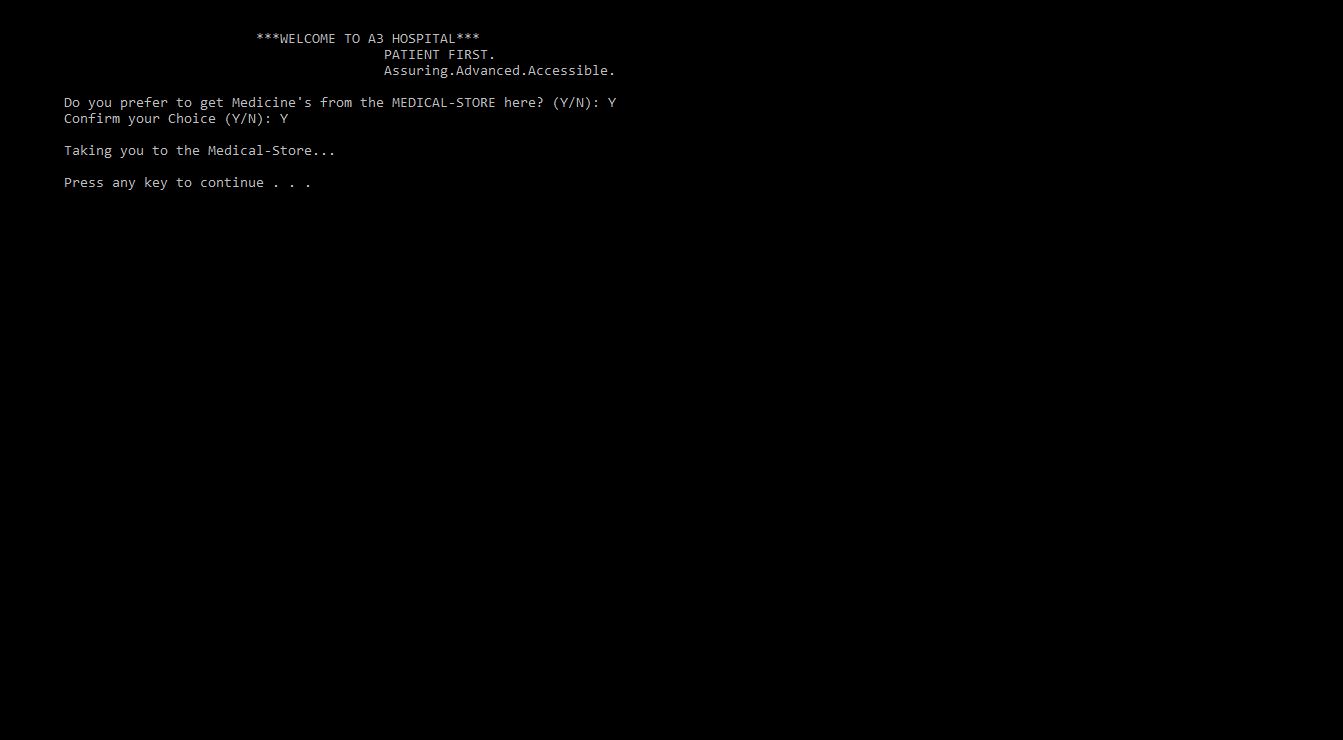 ***WELCOME TO A3 HOSPITAL***
PATIENT FIRST.
Assuring.Advanced.Accessible.
Do you prefer to get Medicine's from the MEDICAL-STORE here? (Y/N): Y
Confirm your Choice (Y/N): Y
Taking you to the Medical-Store...
Press any key to continue . . .